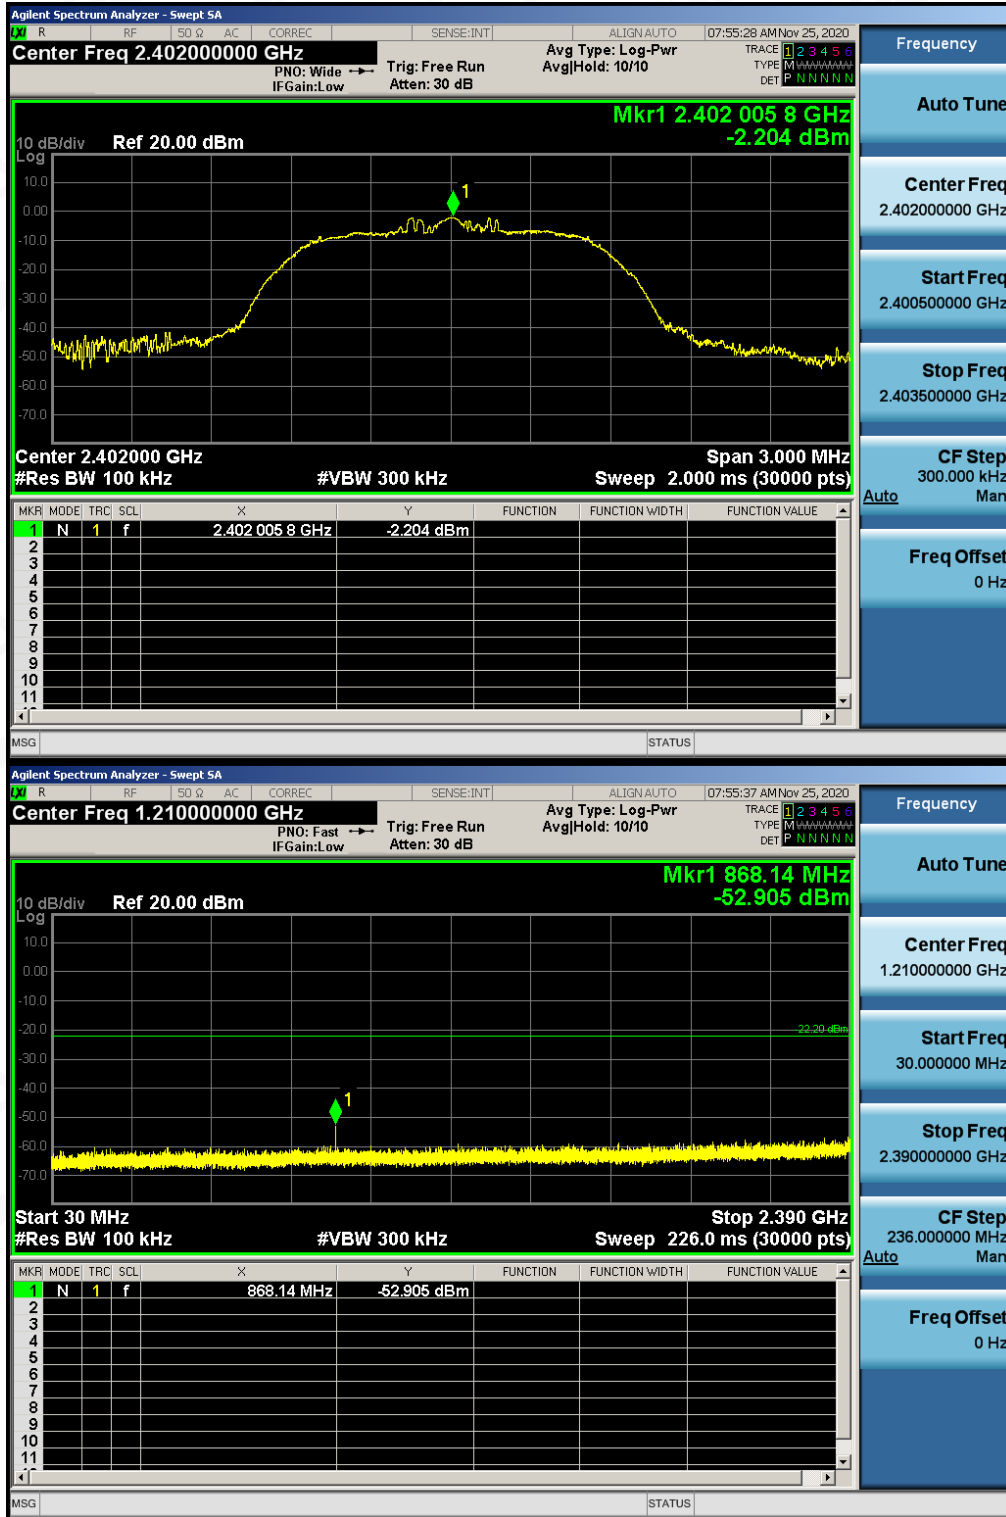 Agilent Spectrum Analyzer - Swept SA
LXI R RF 50 Ω AC CORREC SENSE:INT ALIGN AUTO 07:55:28 AM Nov 25, 2020
Center Freq 2.402000000 GHz
PNO: Wide
IFGain:Low
Trig: Free Run
Atten: 30 dB
Avg Type: Log-Pwr
Avg|Hold: 10/10
TRACE 1 2 3 4 5 6
TYPE M
DET P N N N N N
Mkr1 2.402 005 8 GHz
-2.204 dBm
10 dB/div Ref 20.00 dBm
Log
10.0
0.00
-10.0
-20.0
-30.0
-40.0
-50.0
-60.0
-70.0
1
Center 2.402000 GHz Span 3.000 MHz
#Res BW 100 kHz #VBW 300 kHz Sweep 2.000 ms (30000 pts)
MKR MODE TRC SCL X Y FUNCTION FUNCTION WIDTH FUNCTION VALUE
1 N 1 f 2.402 005 8 GHz -2.204 dBm
2
3
4
5
6
7
8
9
10
11
MSG STATUS
Frequency
Auto Tune
Center Freq
2.402000000 GHz
Start Freq
2.400500000 GHz
Stop Freq
2.403500000 GHz
CF Step
300.000 kHz
Auto Man
Freq Offset
0 Hz
Agilent Spectrum Analyzer - Swept SA
LXI R RF 50 Ω AC CORREC SENSE:INT ALIGN AUTO 07:55:37 AM Nov 25, 2020
Center Freq 1.210000000 GHz
PNO: Fast
IFGain:Low
Trig: Free Run
Atten: 30 dB
Avg Type: Log-Pwr
Avg|Hold: 10/10
TRACE 1 2 3 4 5 6
TYPE M
DET P N N N N N
Mkr1 868.14 MHz
-52.905 dBm
10 dB/div Ref 20.00 dBm
Log
10.0
0.00
-10.0
-20.0
-30.0
-40.0
-50.0
-60.0
-70.0
-22.20 dBm
1
Start 30 MHz Stop 2.390 GHz
#Res BW 100 kHz #VBW 300 kHz Sweep 226.0 ms (30000 pts)
MKR MODE TRC SCL X Y FUNCTION FUNCTION WIDTH FUNCTION VALUE
1 N 1 f 868.14 MHz -52.905 dBm
2
3
4
5
6
7
8
9
10
11
MSG STATUS
Frequency
Auto Tune
Center Freq
1.210000000 GHz
Start Freq
30.000000 MHz
Stop Freq
2.390000000 GHz
CF Step
236.000000 MHz
Auto Man
Freq Offset
0 Hz